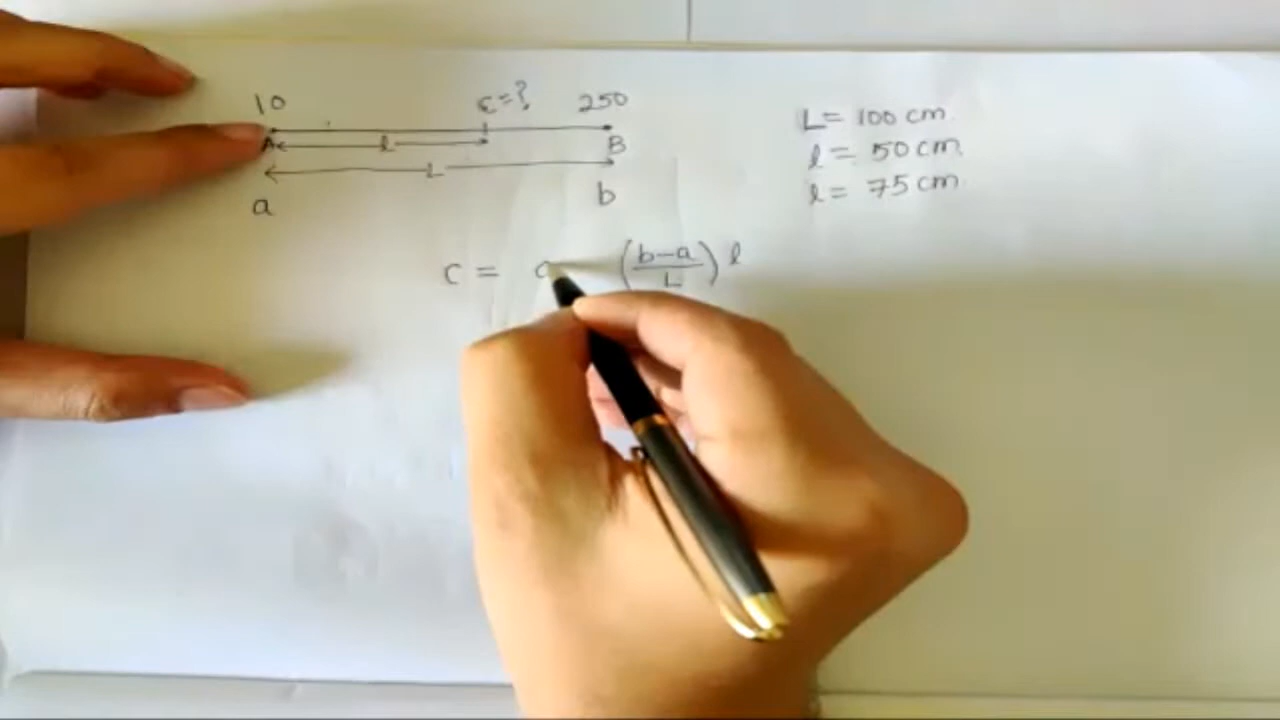 10 c=? 250
A l B
L
a b
L= 100 cm
l = 50 cm
l = 75 cm
c = a (b-a/L) l